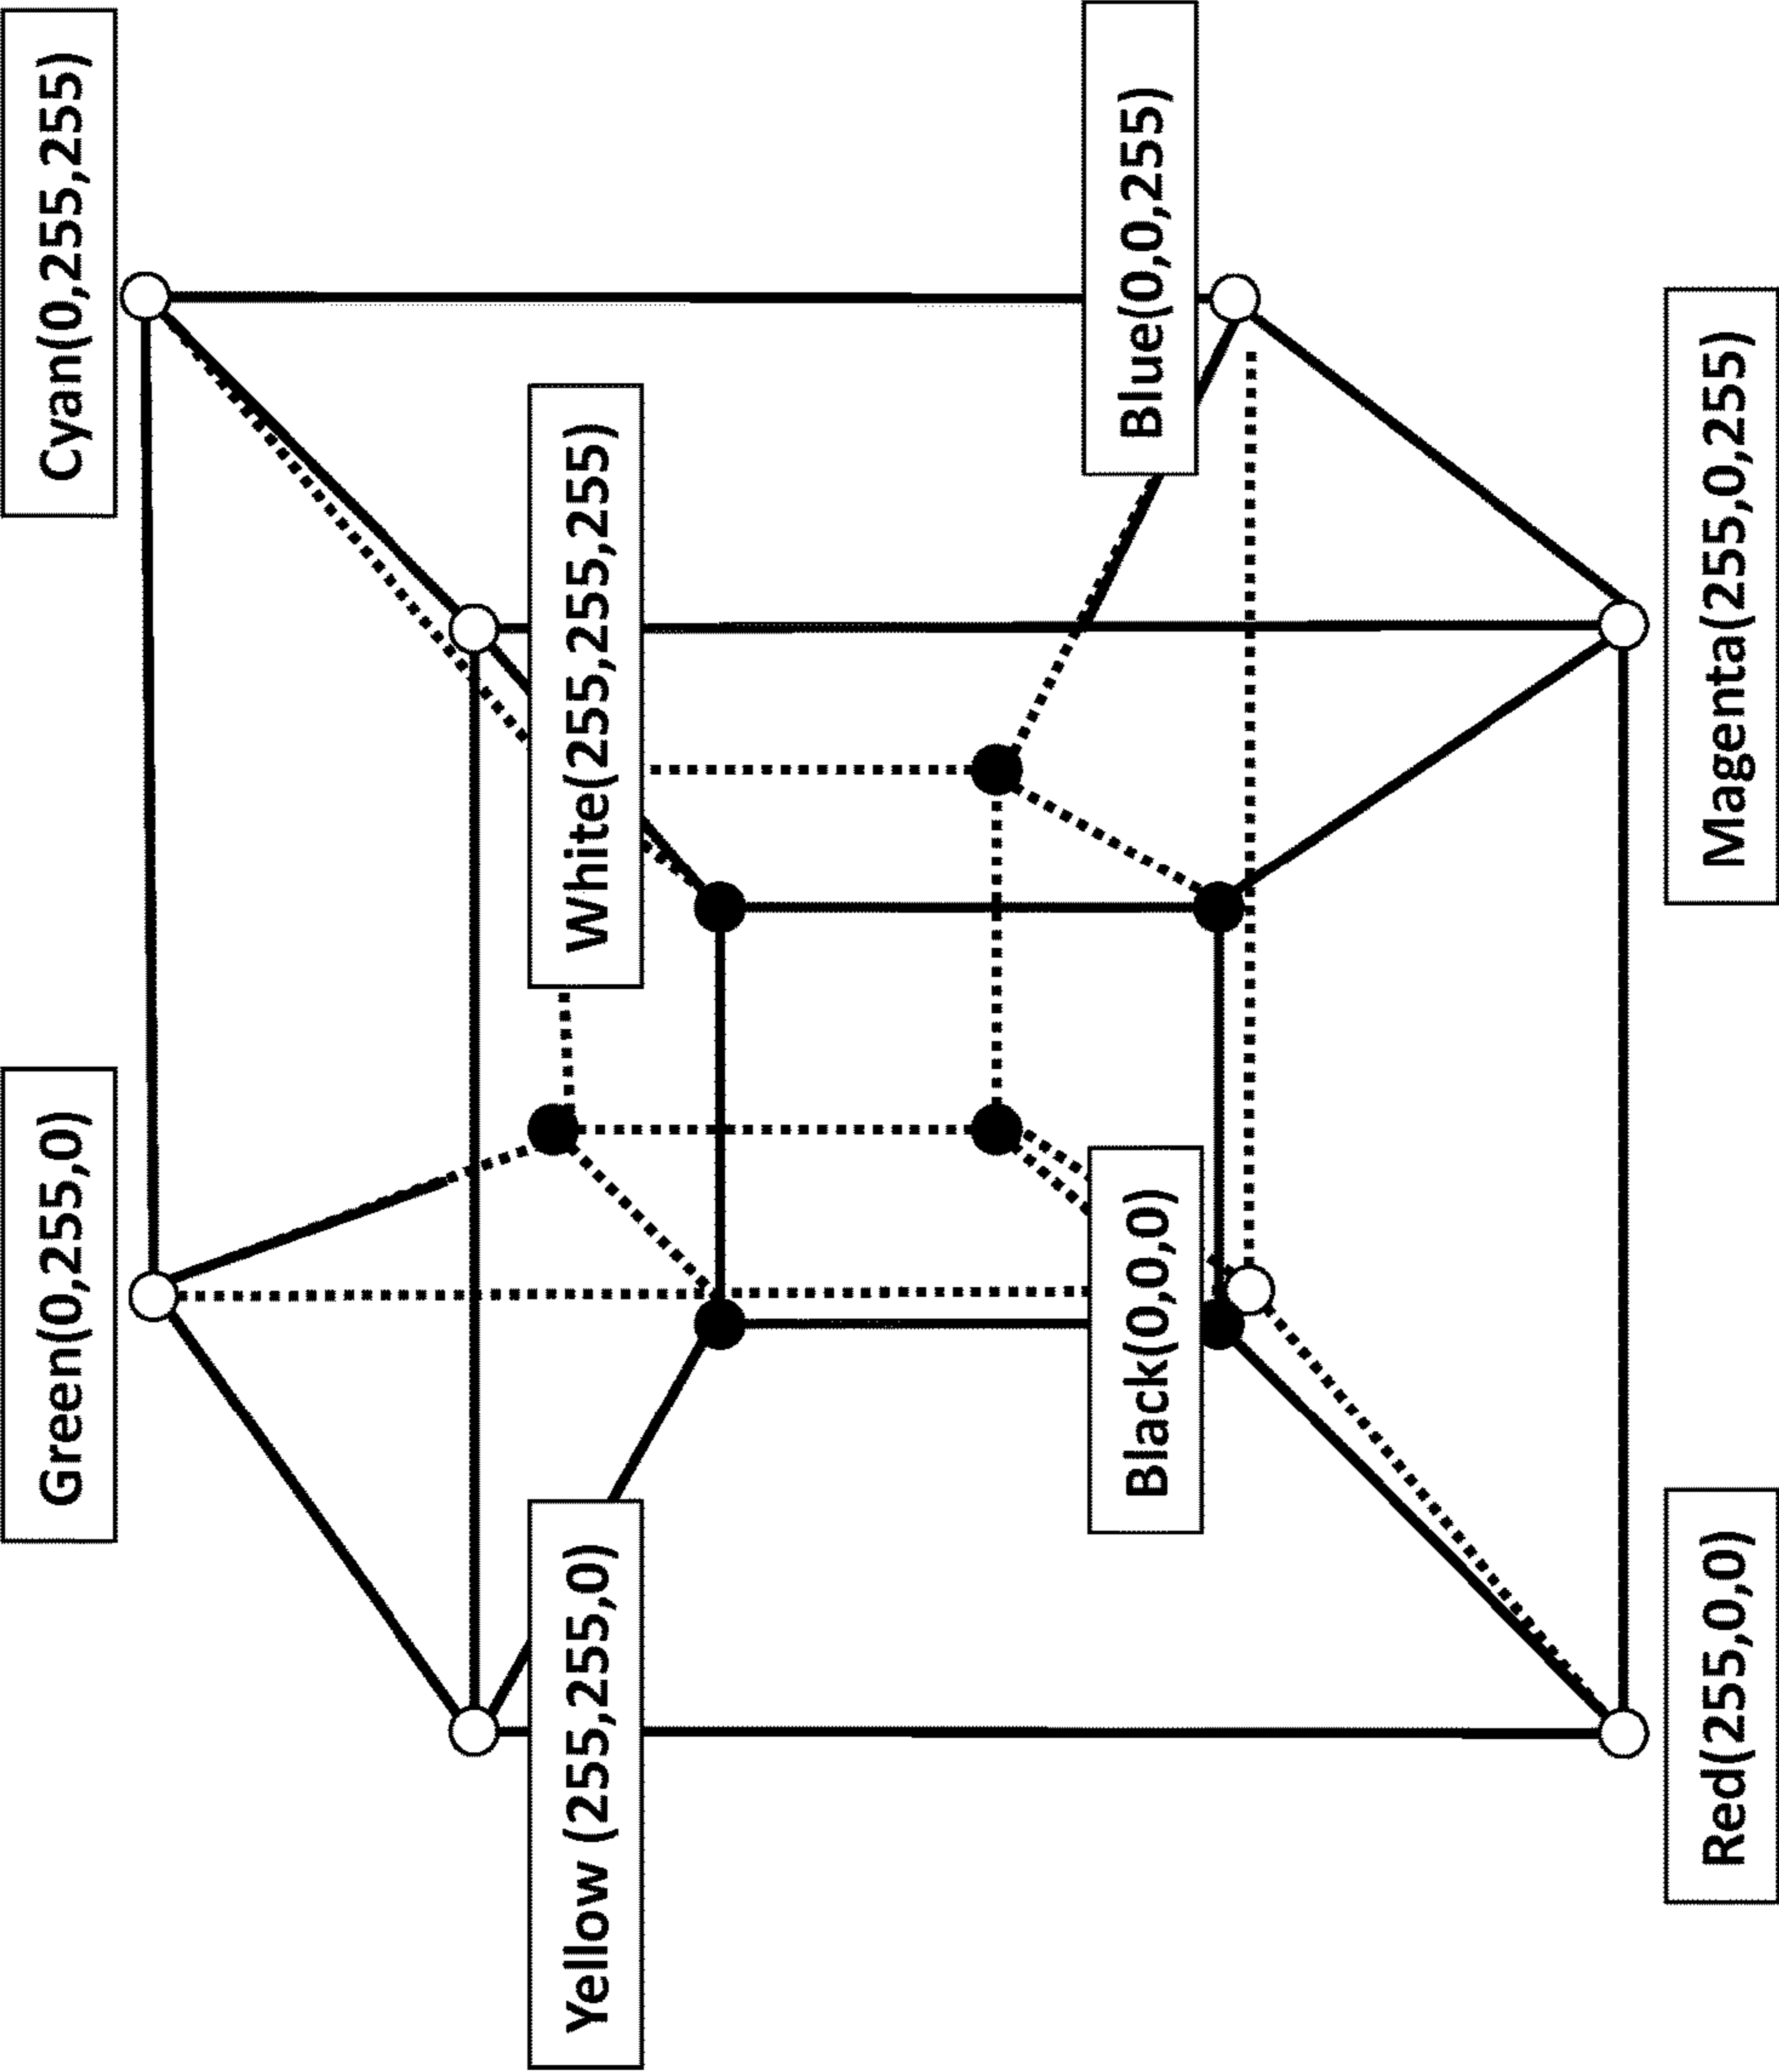 Green(0,255,0)
Cyan(0,255,255)
Yellow (255,255,0)
White(255,255,255)
Black(0,0,0)
Blue(0,0,255)
Red(255,0,0)
Magenta(255,0,255)